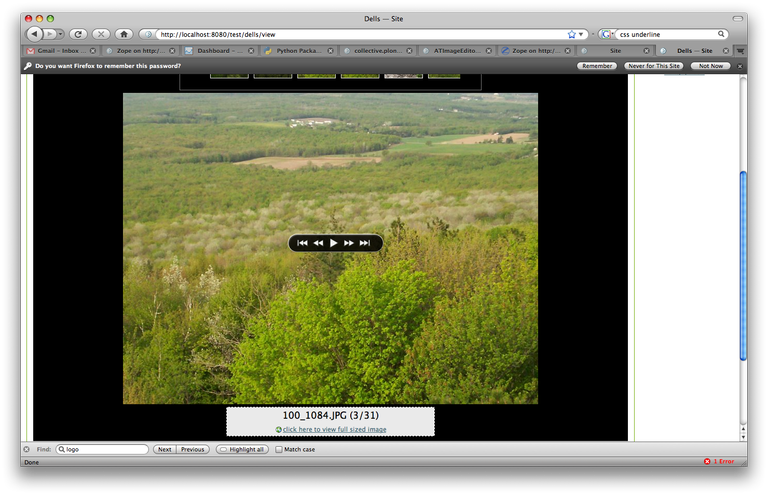 Dells — Site
http://localhost:8080/test/dells/view
css underline
Gmail – Inbox ...
Zope on http:/...
Dashboard – ...
Python Packa...
collective.plon...
ATImageEdito...
Zope on http:/...
Site
Dells — Site
Do you want Firefox to remember this password?
Remember
Never for This Site
Not Now
100_1084.JPG (3/31)
click here to view full sized image
Find:
logo
Next
Previous
Highlight all
Match case
Done
1 Error